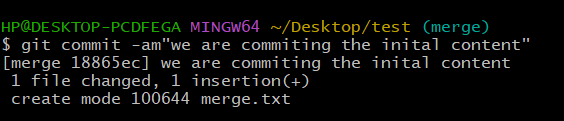 HP@DESKTOP-PCDFEGA MINGW64 ~/Desktop/test (merge)
$ git commit -am"we are commiting the inital content"
[merge 18865ec] we are commiting the inital content
 1 file changed, 1 insertion(+)
 create mode 100644 merge.txt